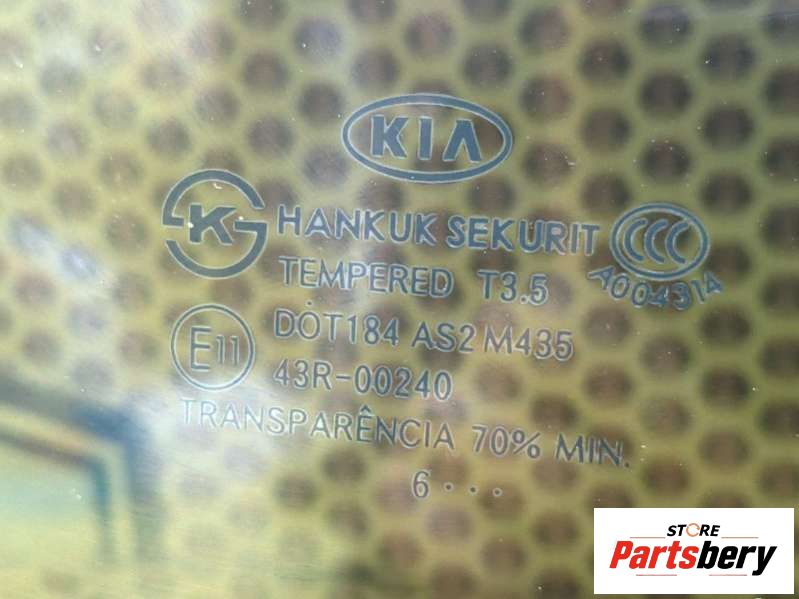 KIA
K
HANKUK SEKURIT
CCC
A004314
TEMPERED T3.5
E11
DOT184 AS2 M435
43R-00240
TRANSPARÊNCIA 70% MIN.
6 · · ·
STORE
Partsbery